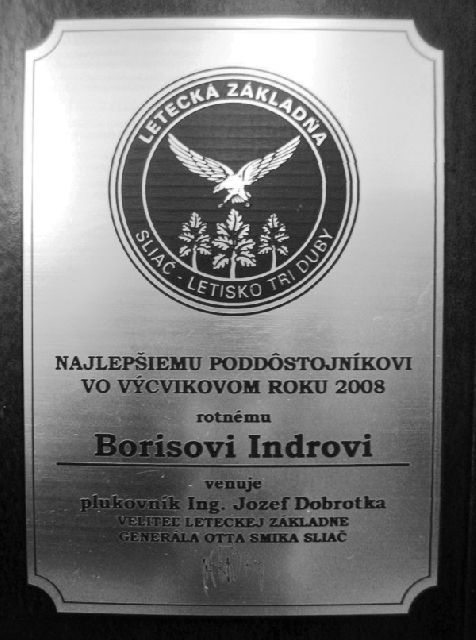 LETECKÁ ZÁKLADŇA
SLIAČ - LETISKO TRI DUBY
NAJLEPŠIEMU PODDÔSTOJNÍKOVI
VO VÝCVIKOVOM ROKU 2008
rotnému
Borisovi Indrovi
venuje
plukovník Ing. Jozef Dobrotka
VELITEĽ LETECKEJ ZÁKLADNE
GENERÁLA OTTA SMIKA SLIAČ